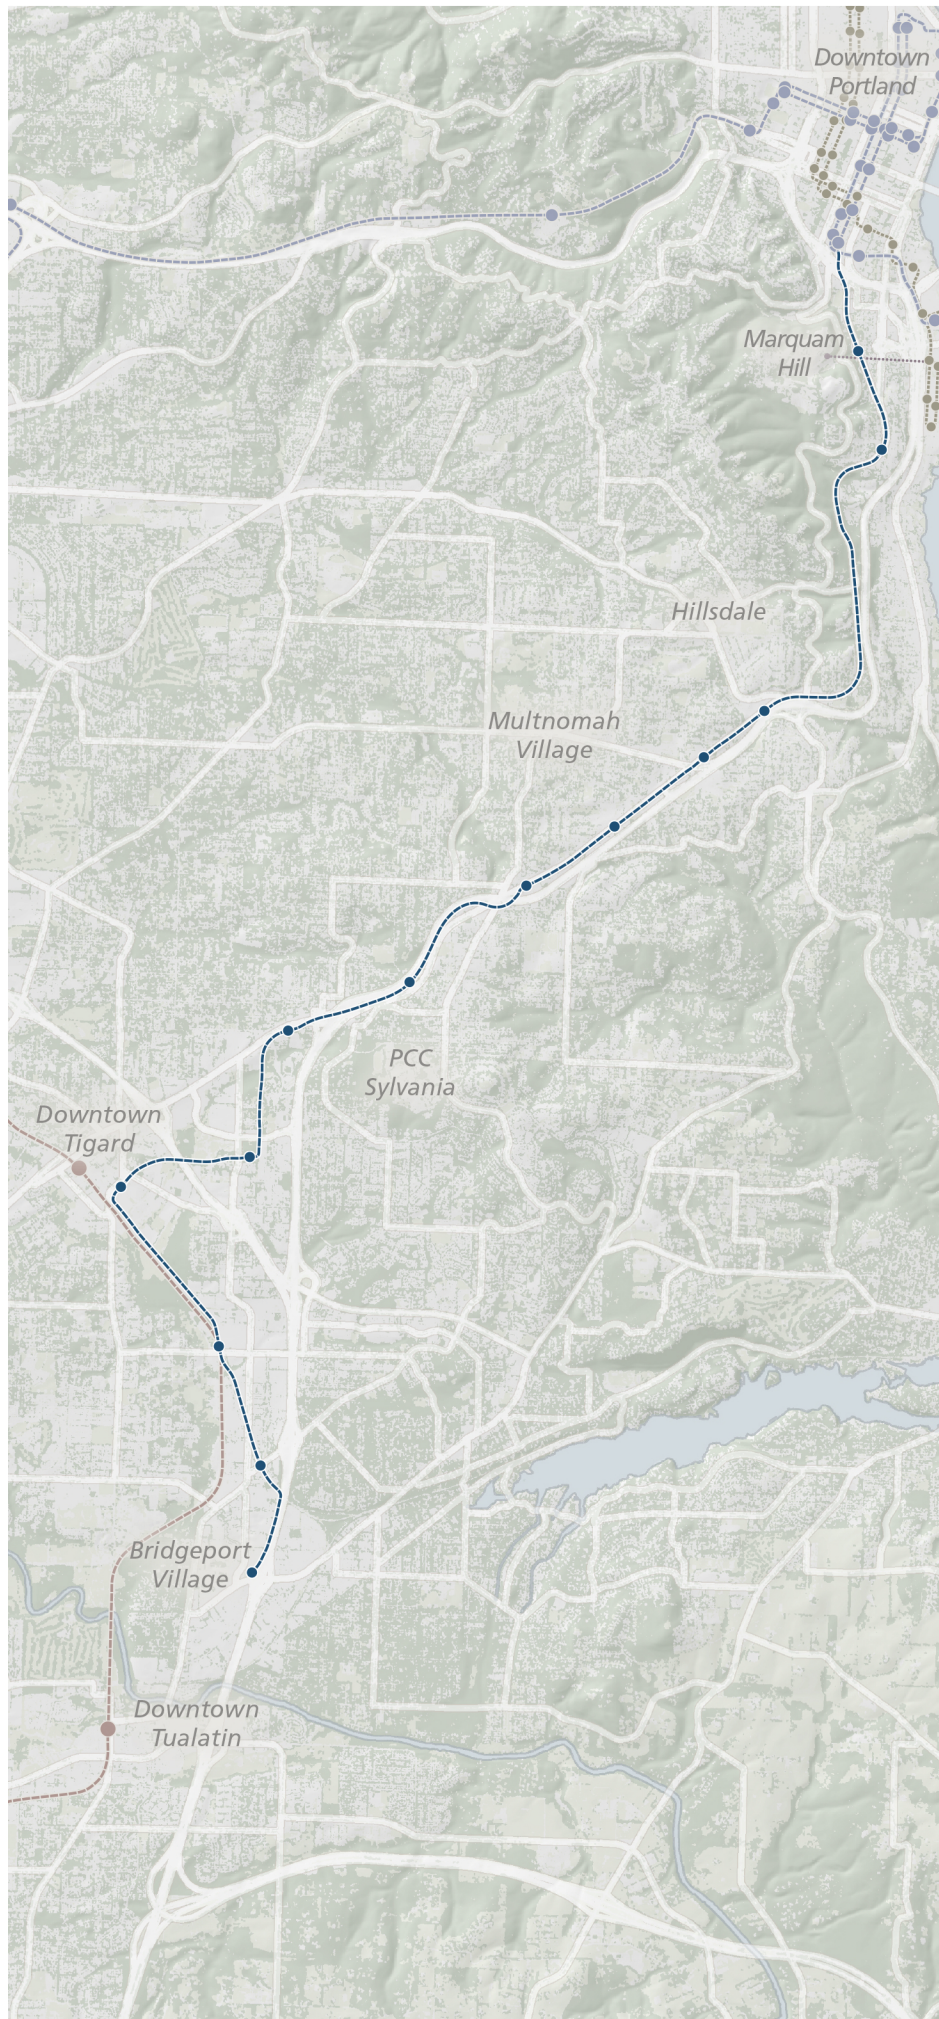 Downtown
Portland
Marquam
Hill
Hillsdale
Multnomah
Village
PCC
Sylvania
Downtown
Tigard
Bridgeport
Village
Downtown
Tualatin